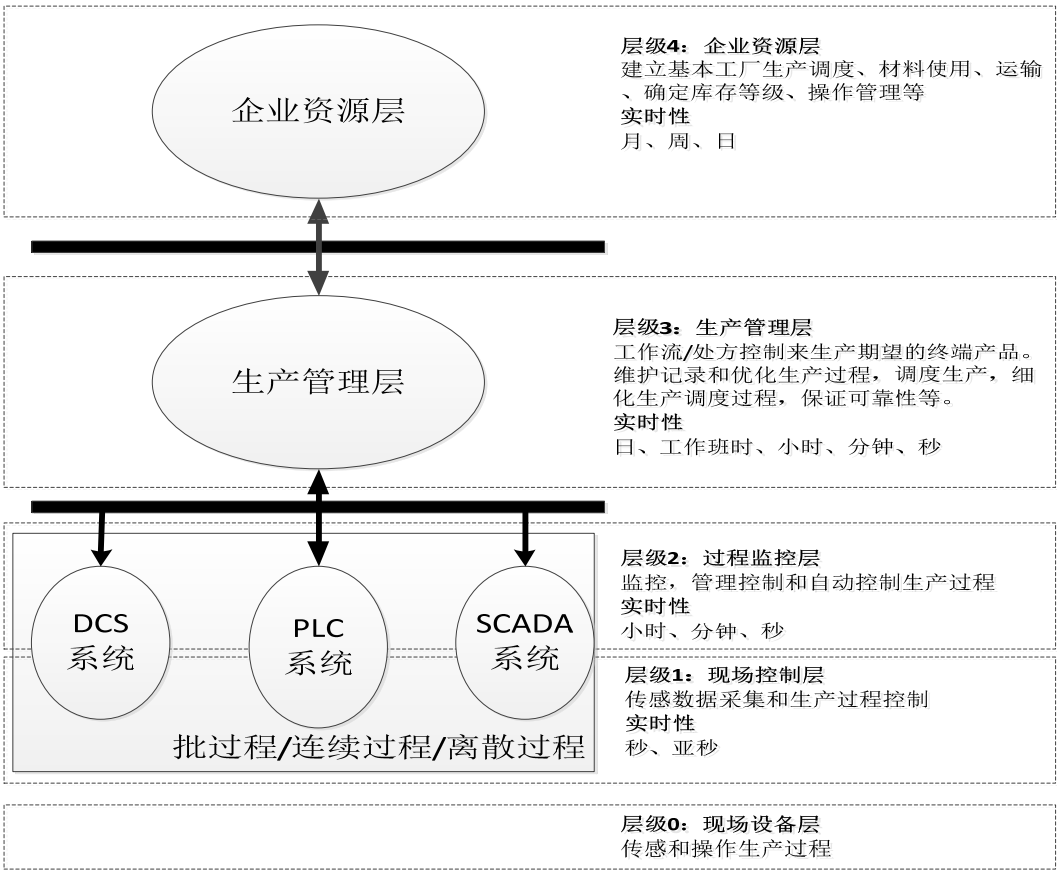 企业资源层
层级4：企业资源层
建立基本工厂生产调度、材料使用、运输
、确定库存等级、操作管理等
实时性
月、周、日
生产管理层
层级3：生产管理层
工作流/处方控制来生产期望的终端产品。
维护记录和优化生产过程，调度生产，细
化生产调度过程，保证可靠性等。
实时性
日、工作班时、小时、分钟、秒
DCS
系统
PLC
系统
SCADA
系统
层级2：过程监控层
监控，管理控制和自动控制生产过程
实时性
小时、分钟、秒
层级1：现场控制层
传感数据采集和生产过程控制
实时性
秒、亚秒
批过程/连续过程/离散过程
层级0：现场设备层
传感和操作生产过程